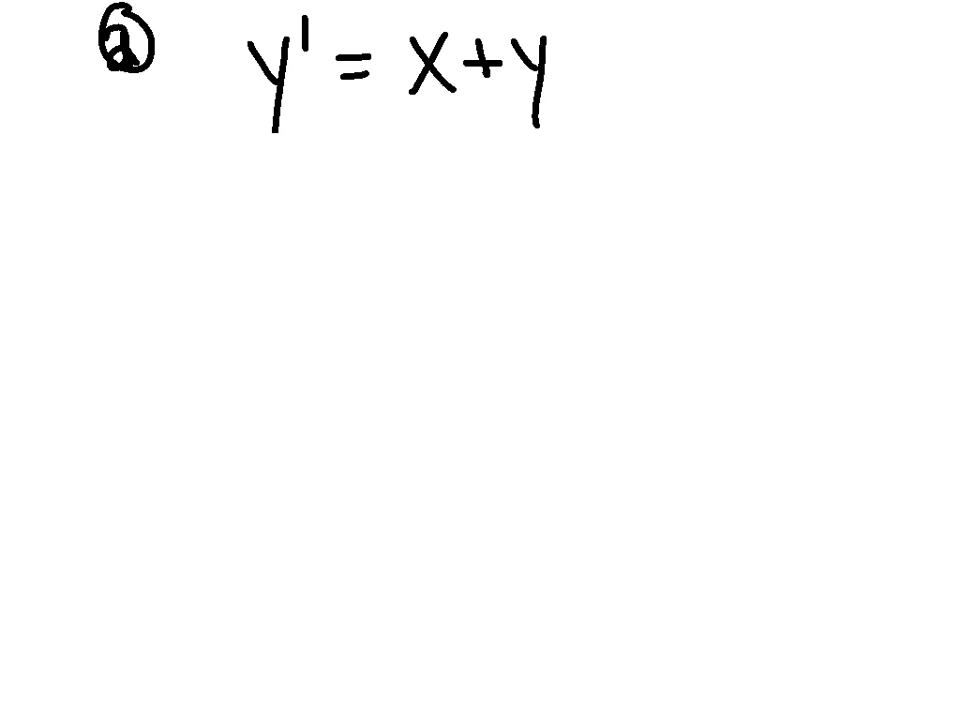 ② y' = x+y